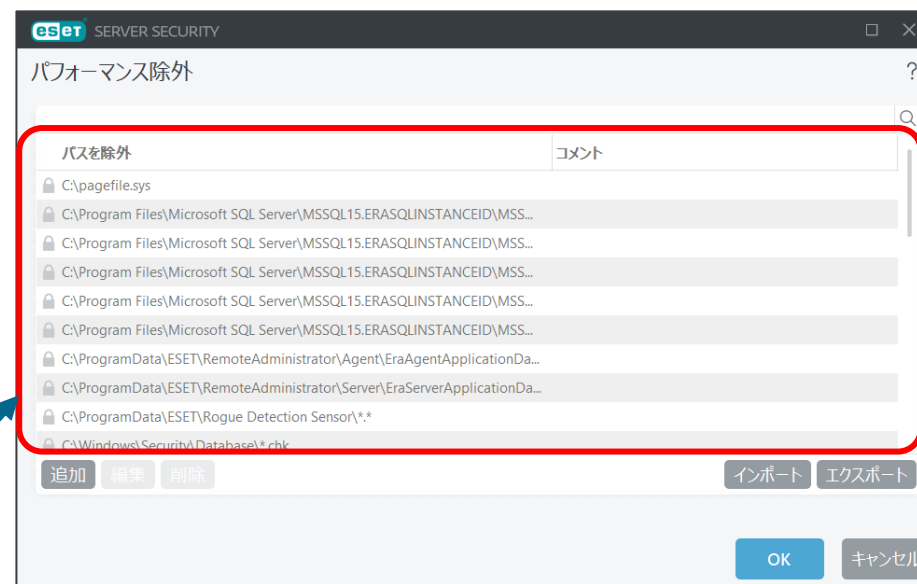 eset SERVER SECURITY
パフォーマンス除外
?
パスを除外 コメント
C:\pagefile.sys
C:\Program Files\Microsoft SQL Server\MSSQL15.ERASQLINSTANCEID\MSS...
C:\Program Files\Microsoft SQL Server\MSSQL15.ERASQLINSTANCEID\MSS...
C:\Program Files\Microsoft SQL Server\MSSQL15.ERASQLINSTANCEID\MSS...
C:\Program Files\Microsoft SQL Server\MSSQL15.ERASQLINSTANCEID\MSS...
C:\Program Files\Microsoft SQL Server\MSSQL15.ERASQLINSTANCEID\MSS...
C:\ProgramData\ESET\RemoteAdministrator\Agent\EraAgentApplicationDa...
C:\ProgramData\ESET\RemoteAdministrator\Server\EraServerApplicationDa...
C:\ProgramData\ESET\Rogue Detection Sensor\*.*
C:\Windows\Security\Database\*.chk
追加 編集 削除 インポート エクスポート
OK キャンセル